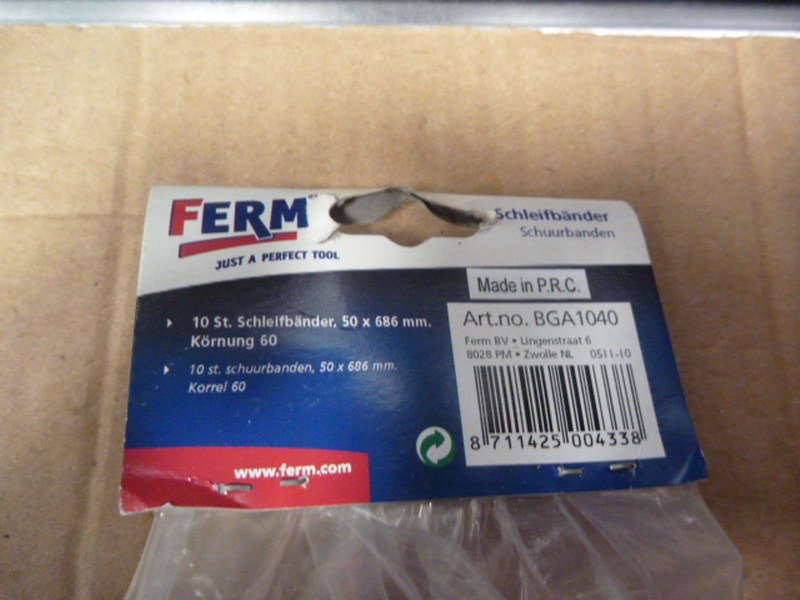 FERM®
JUST A PERFECT TOOL
Schleifbänder
Schuurbanden
Made in P.R.C.
10 St. Schleifbänder, 50 x 686 mm.
Körnung 60
10 st. schuurbanden, 50 x 686 mm.
Korrel 60
Art.no. BGA1040
Ferm BV • Lingenstraat 6
8028 PM • Zwolle NL 0511-10
8 711425 004338
www.ferm.com